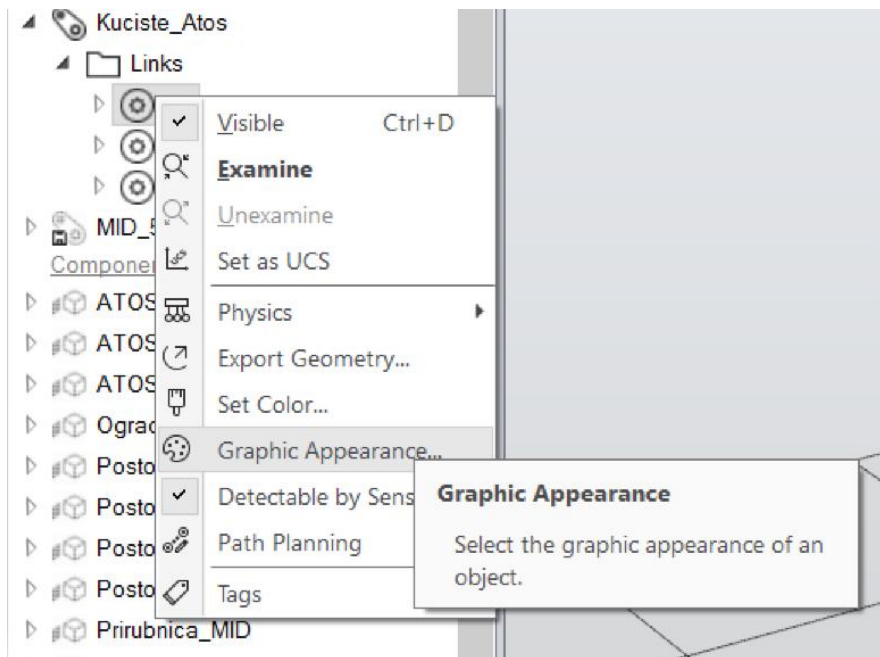 Kuciste_Atos
Links
Visible Ctrl+D
Examine
Unexamine
MID_
Set as UCS
Componen
ATOS
Physics
ATOS
Export Geometry...
ATOS
Set Color...
Ograd
Graphic Appearance...
Posto
Graphic Appearance
Detectable by Sens
Posto
Select the graphic appearance of an
object.
Path Planning
Posto
Posto
Tags
Prirubnica_MID